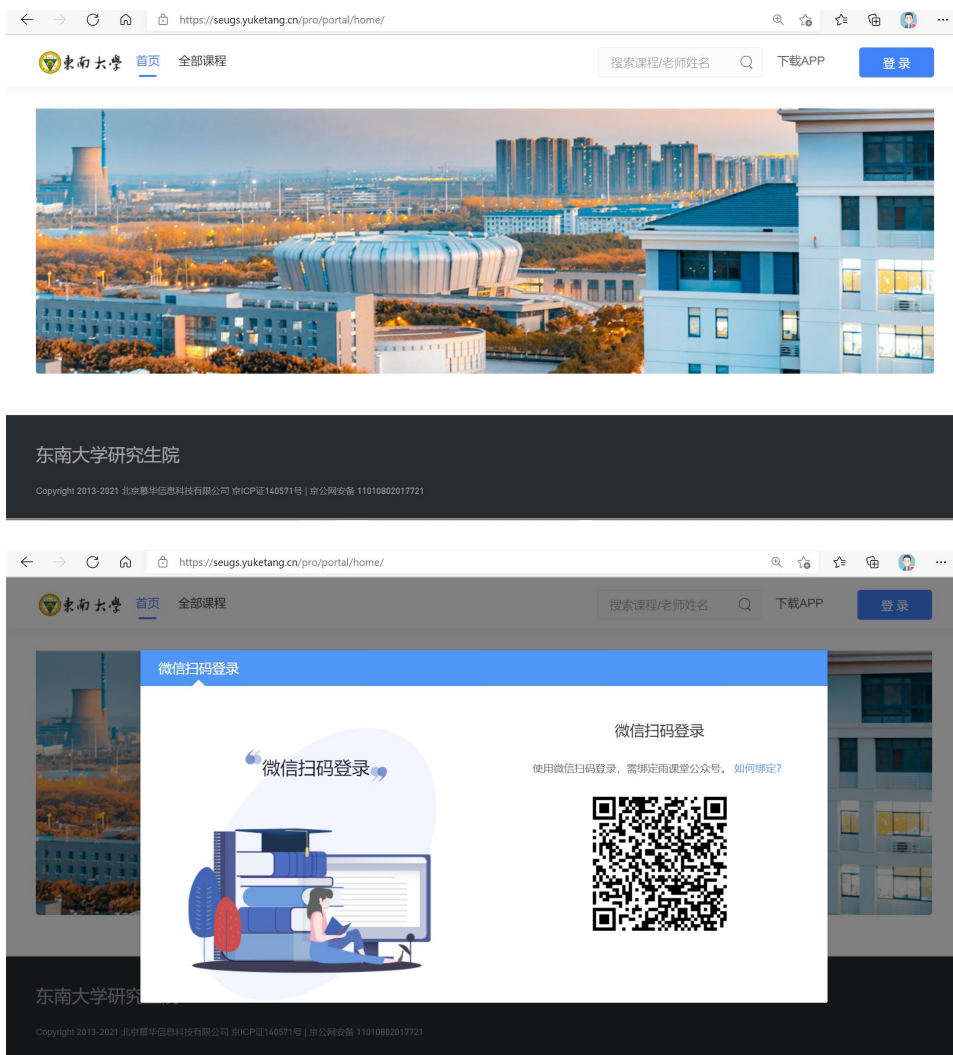 https://seugs.yuketang.cn/pro/portal/home/
東南大學 首页 全部课程 搜索课程/老师姓名 下载APP 登录
东南大学研究生院
Copyright 2013-2021 北京慕华信息科技有限公司 京ICP证140571号 | 京公网安备 11010802017721
https://seugs.yuketang.cn/pro/portal/home/
東南大學 首页 全部课程 搜索课程/老师姓名 下载APP 登录
微信扫码登录
微信扫码登录
微信扫码登录
使用微信扫码登录，需绑定雨课堂公众号。 如何绑定?
东南大学研究
Copyright 2013-2021 北京慕华信息科技有限公司 京ICP证140571号 | 京公网安备 11010802017721